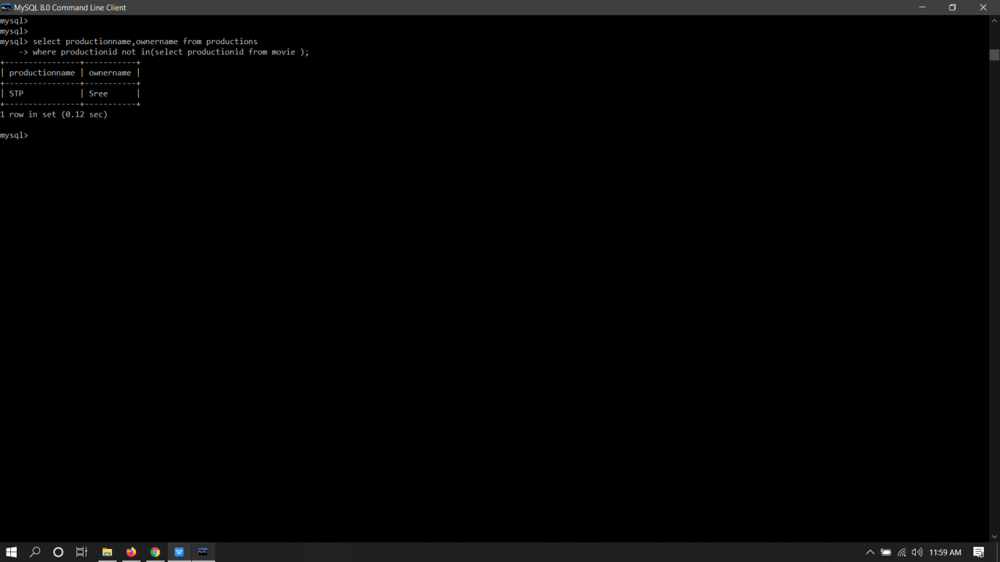 MySQL 8.0 Command Line Client
mysql>
mysql>
mysql> select productionname,ownername from productions
    -> where productionid not in(select productionid from movie );
+----------------+-----------+
| productionname | ownername |
+----------------+-----------+
| STP            | Sree      |
+----------------+-----------+
1 row in set (0.12 sec)
mysql>
11:59 AM